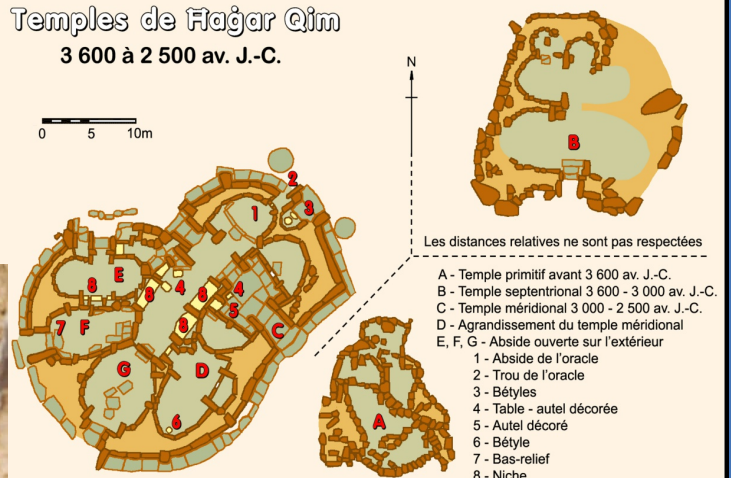 Temples de Ħaġar Qim
3 600 à 2 500 av. J.-C.
0 5 10m
N
B
Les distances relatives ne sont pas respectées
A - Temple primitif avant 3 600 av. J.-C.
B - Temple septentrional 3 600 - 3 000 av. J.-C.
C - Temple méridional 3 000 - 2 500 av. J.-C.
D - Agrandissement du temple méridional
E, F, G - Abside ouverte sur l'extérieur
1 - Abside de l'oracle
2 - Trou de l'oracle
3 - Bétyles
4 - Table - autel décorée
5 - Autel décoré
6 - Bétyle
7 - Bas-relief
8 - Niche
2
1
3
E
8
8
4
8
4
5
7
F
8
C
G
D
6
A